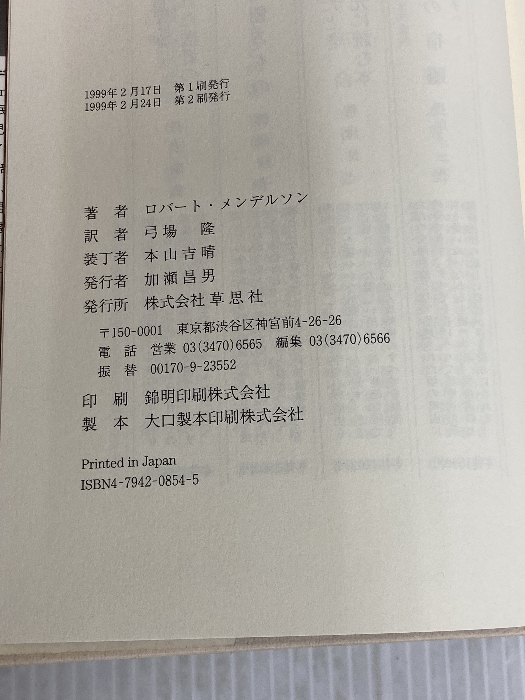 1999年2月17日　第1刷発行
1999年2月24日　第2刷発行
著　者　ロバート・メンデルソン
訳　者　弓場　隆
装丁者　本山吉晴
発行者　加瀬昌男
発行所　株式会社草思社
〒150-0001　東京都渋谷区神宮前4-26-26
電　話　営業 03(3470)6565　編集 03(3470)6566
振　替　00170-9-23552
印　刷　錦明印刷株式会社
製　本　大口製本印刷株式会社
Printed in Japan
ISBN4-7942-0854-5